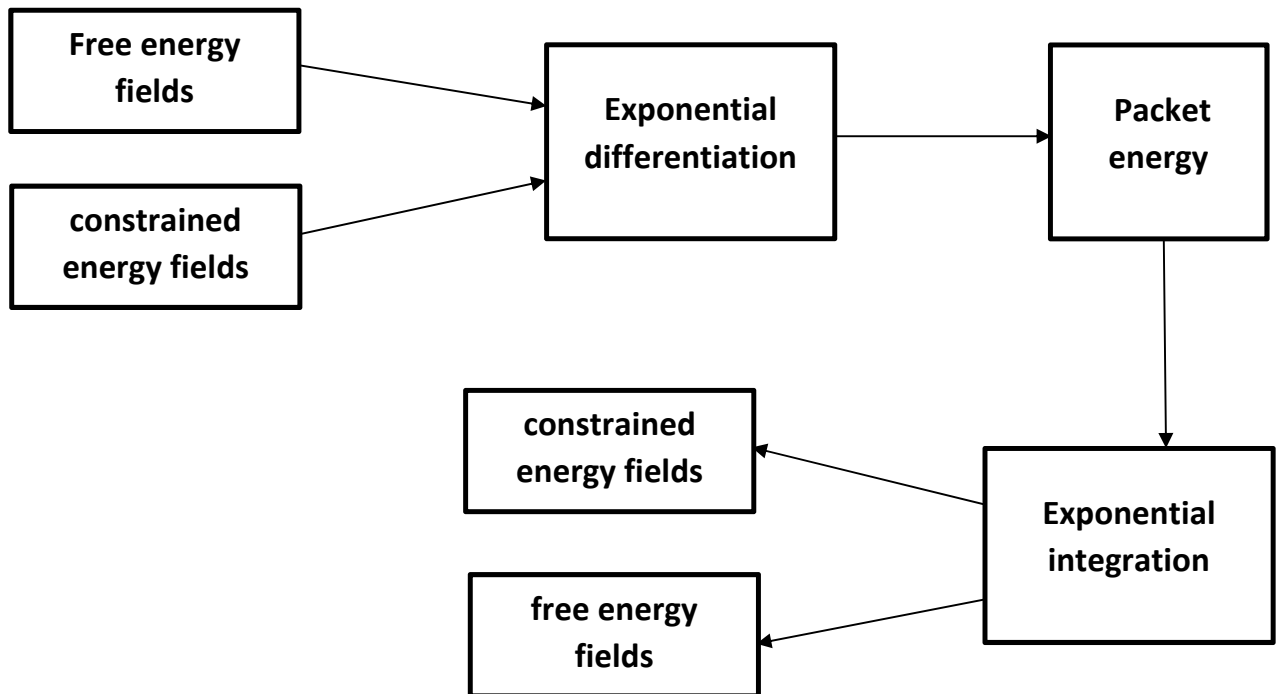 Free energy
fields
constrained
energy fields
Exponential
differentiation
Packet
energy
constrained
energy fields
free energy
fields
Exponential
integration